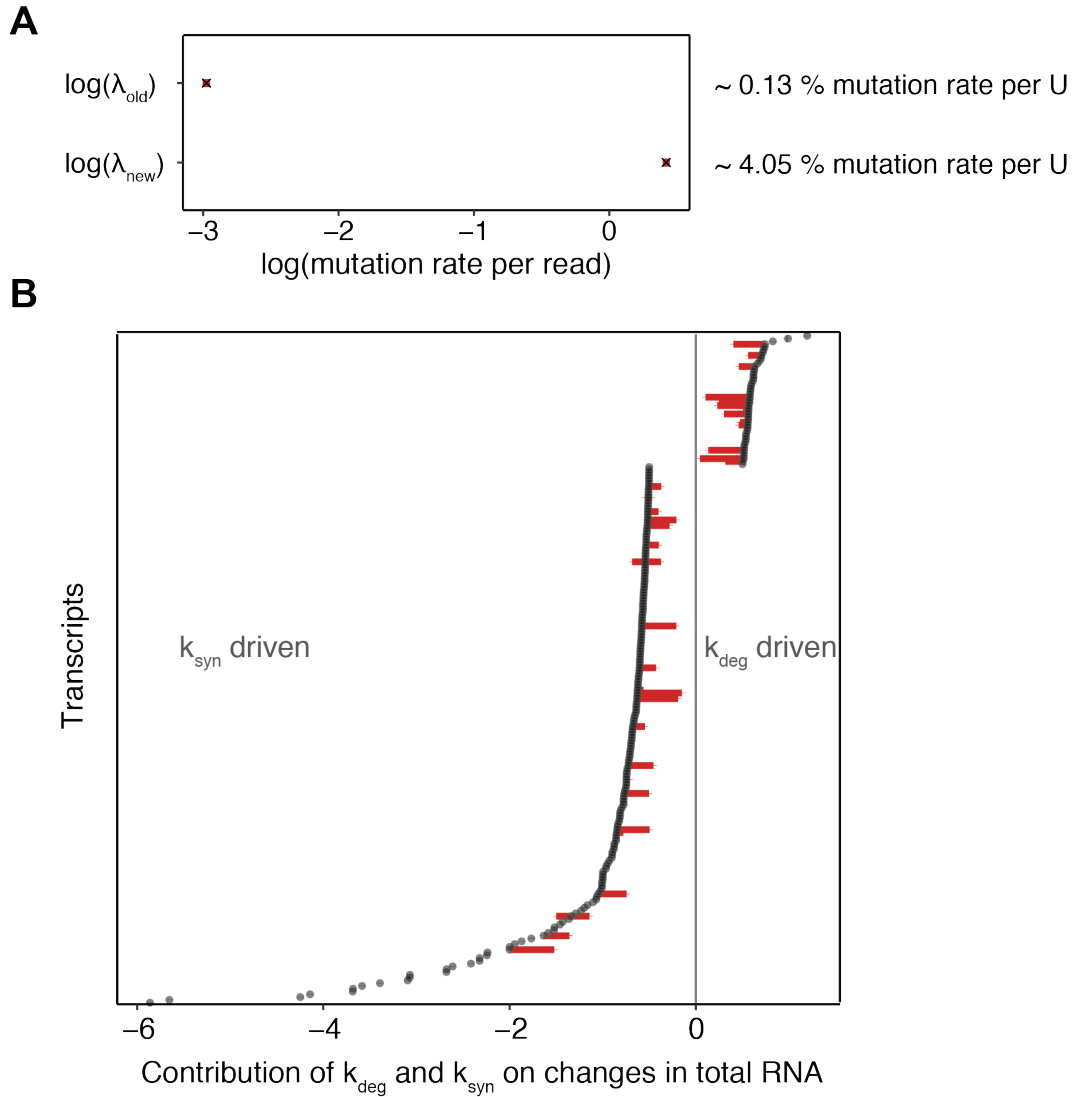 A
log(λold)
~ 0.13 % mutation rate per U
log(λnew)
~ 4.05 % mutation rate per U
−3 −2 −1 0
log(mutation rate per read)
B
Transcripts
ksyn driven
kdeg driven
−6 −4 −2 0
Contribution of kdeg and ksyn on changes in total RNA